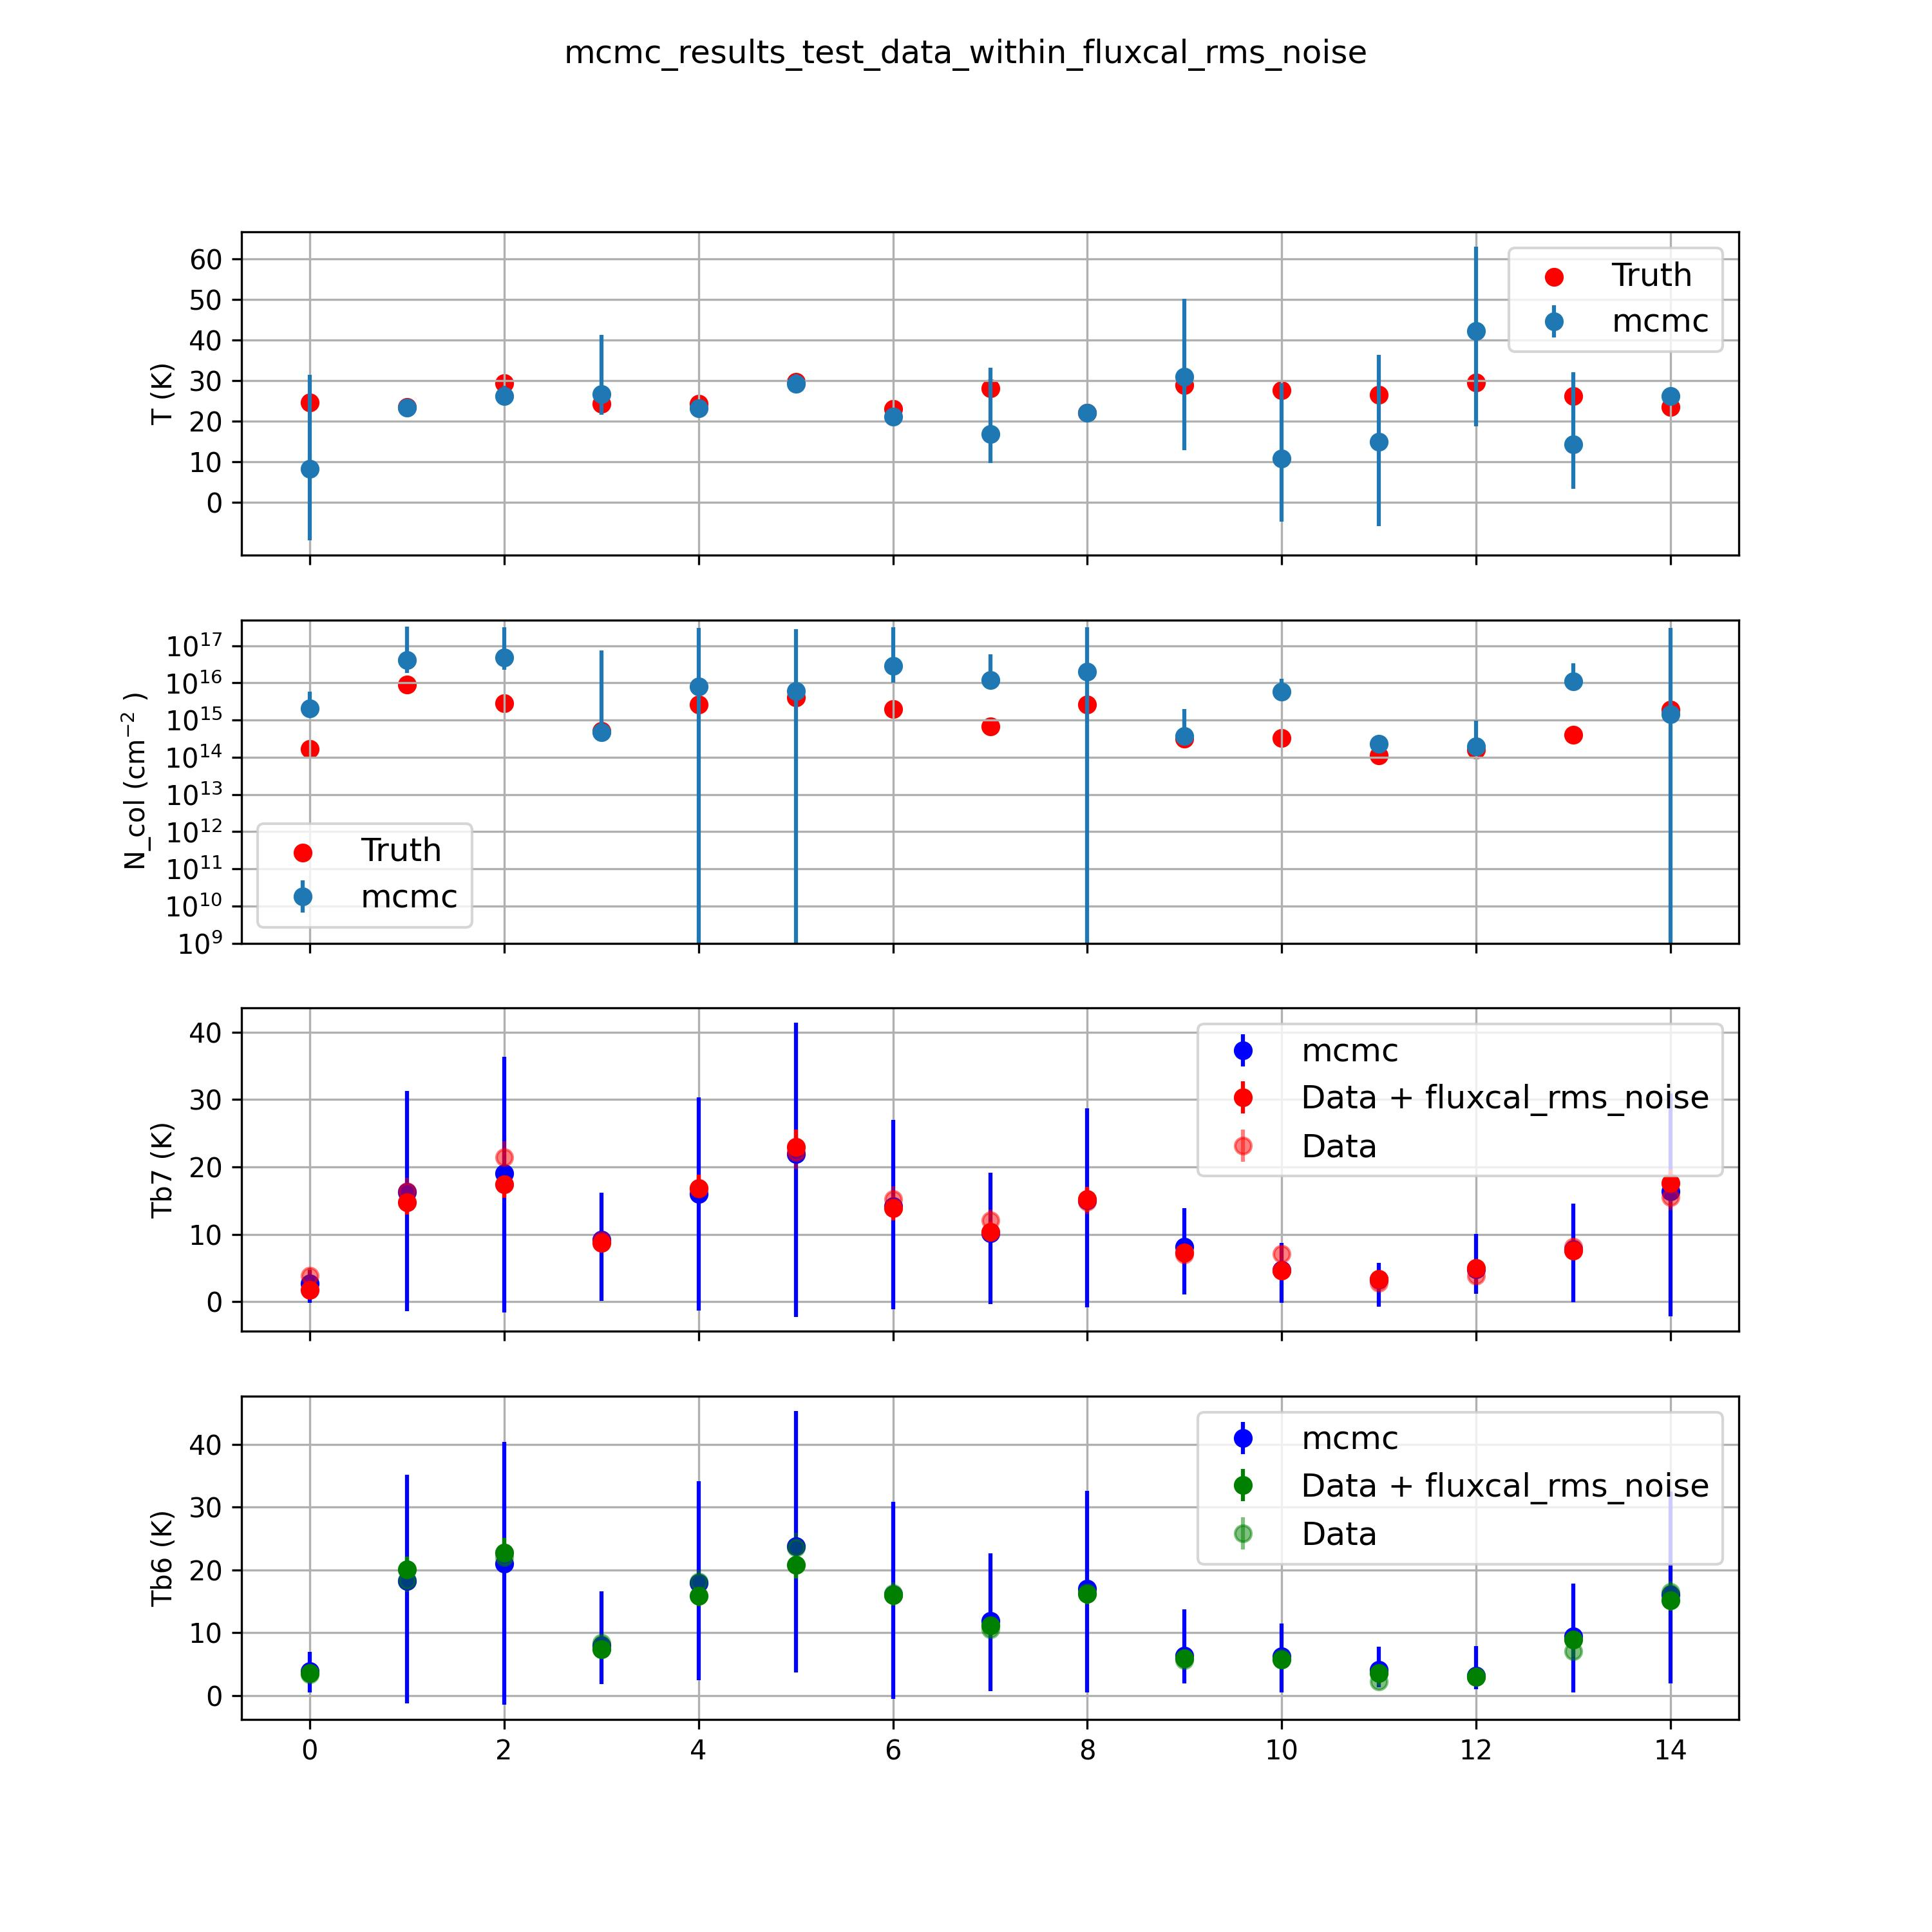 mcmc_results_test_data_within_fluxcal_rms_noise
60
50
40
30
20
10
0
T (K)
Truth
mcmc
10^17
10^16
10^15
10^14
10^13
10^12
10^11
10^10
10^9
N_col (cm^−2 )
Truth
mcmc
40
30
20
10
0
Tb7 (K)
mcmc
Data + fluxcal_rms_noise
Data
40
30
20
10
0
Tb6 (K)
mcmc
Data + fluxcal_rms_noise
Data
0 2 4 6 8 10 12 14